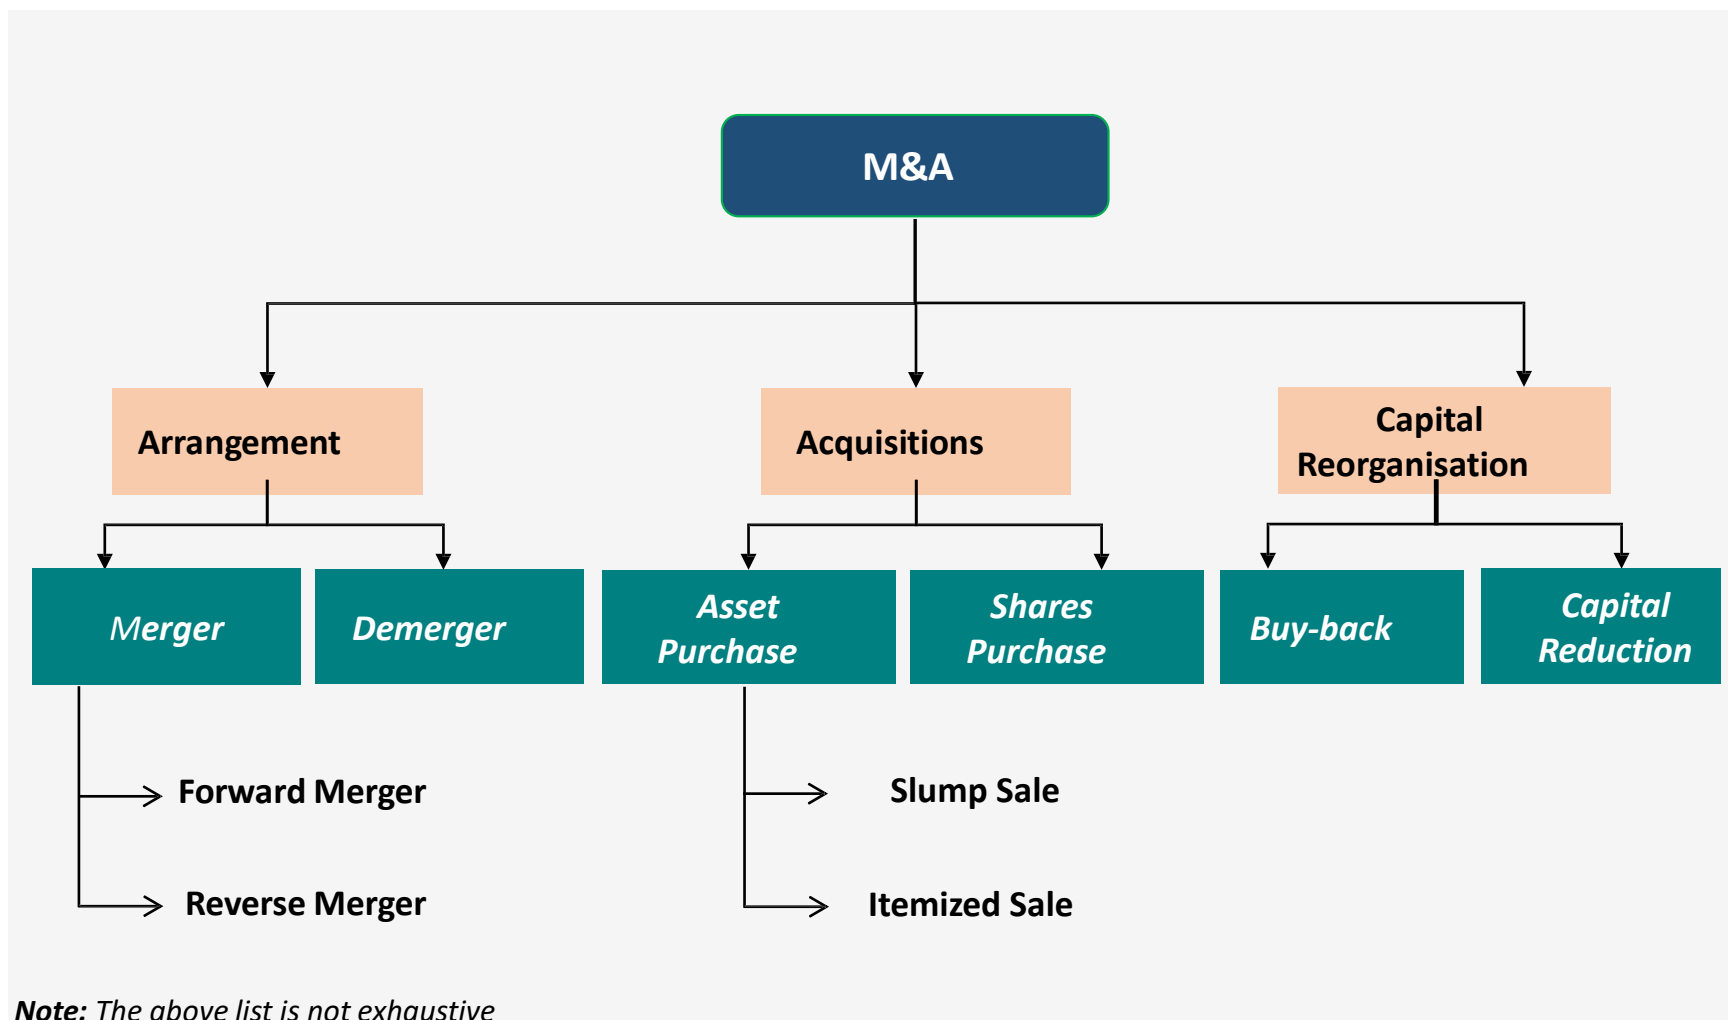 M&A
Arrangement
Acquisitions
Capital
Reorganisation
Merger
Demerger
Asset
Purchase
Shares
Purchase
Buy-back
Capital
Reduction
Forward Merger
Slump Sale
Reverse Merger
Itemized Sale
Note: The above list is not exhaustive